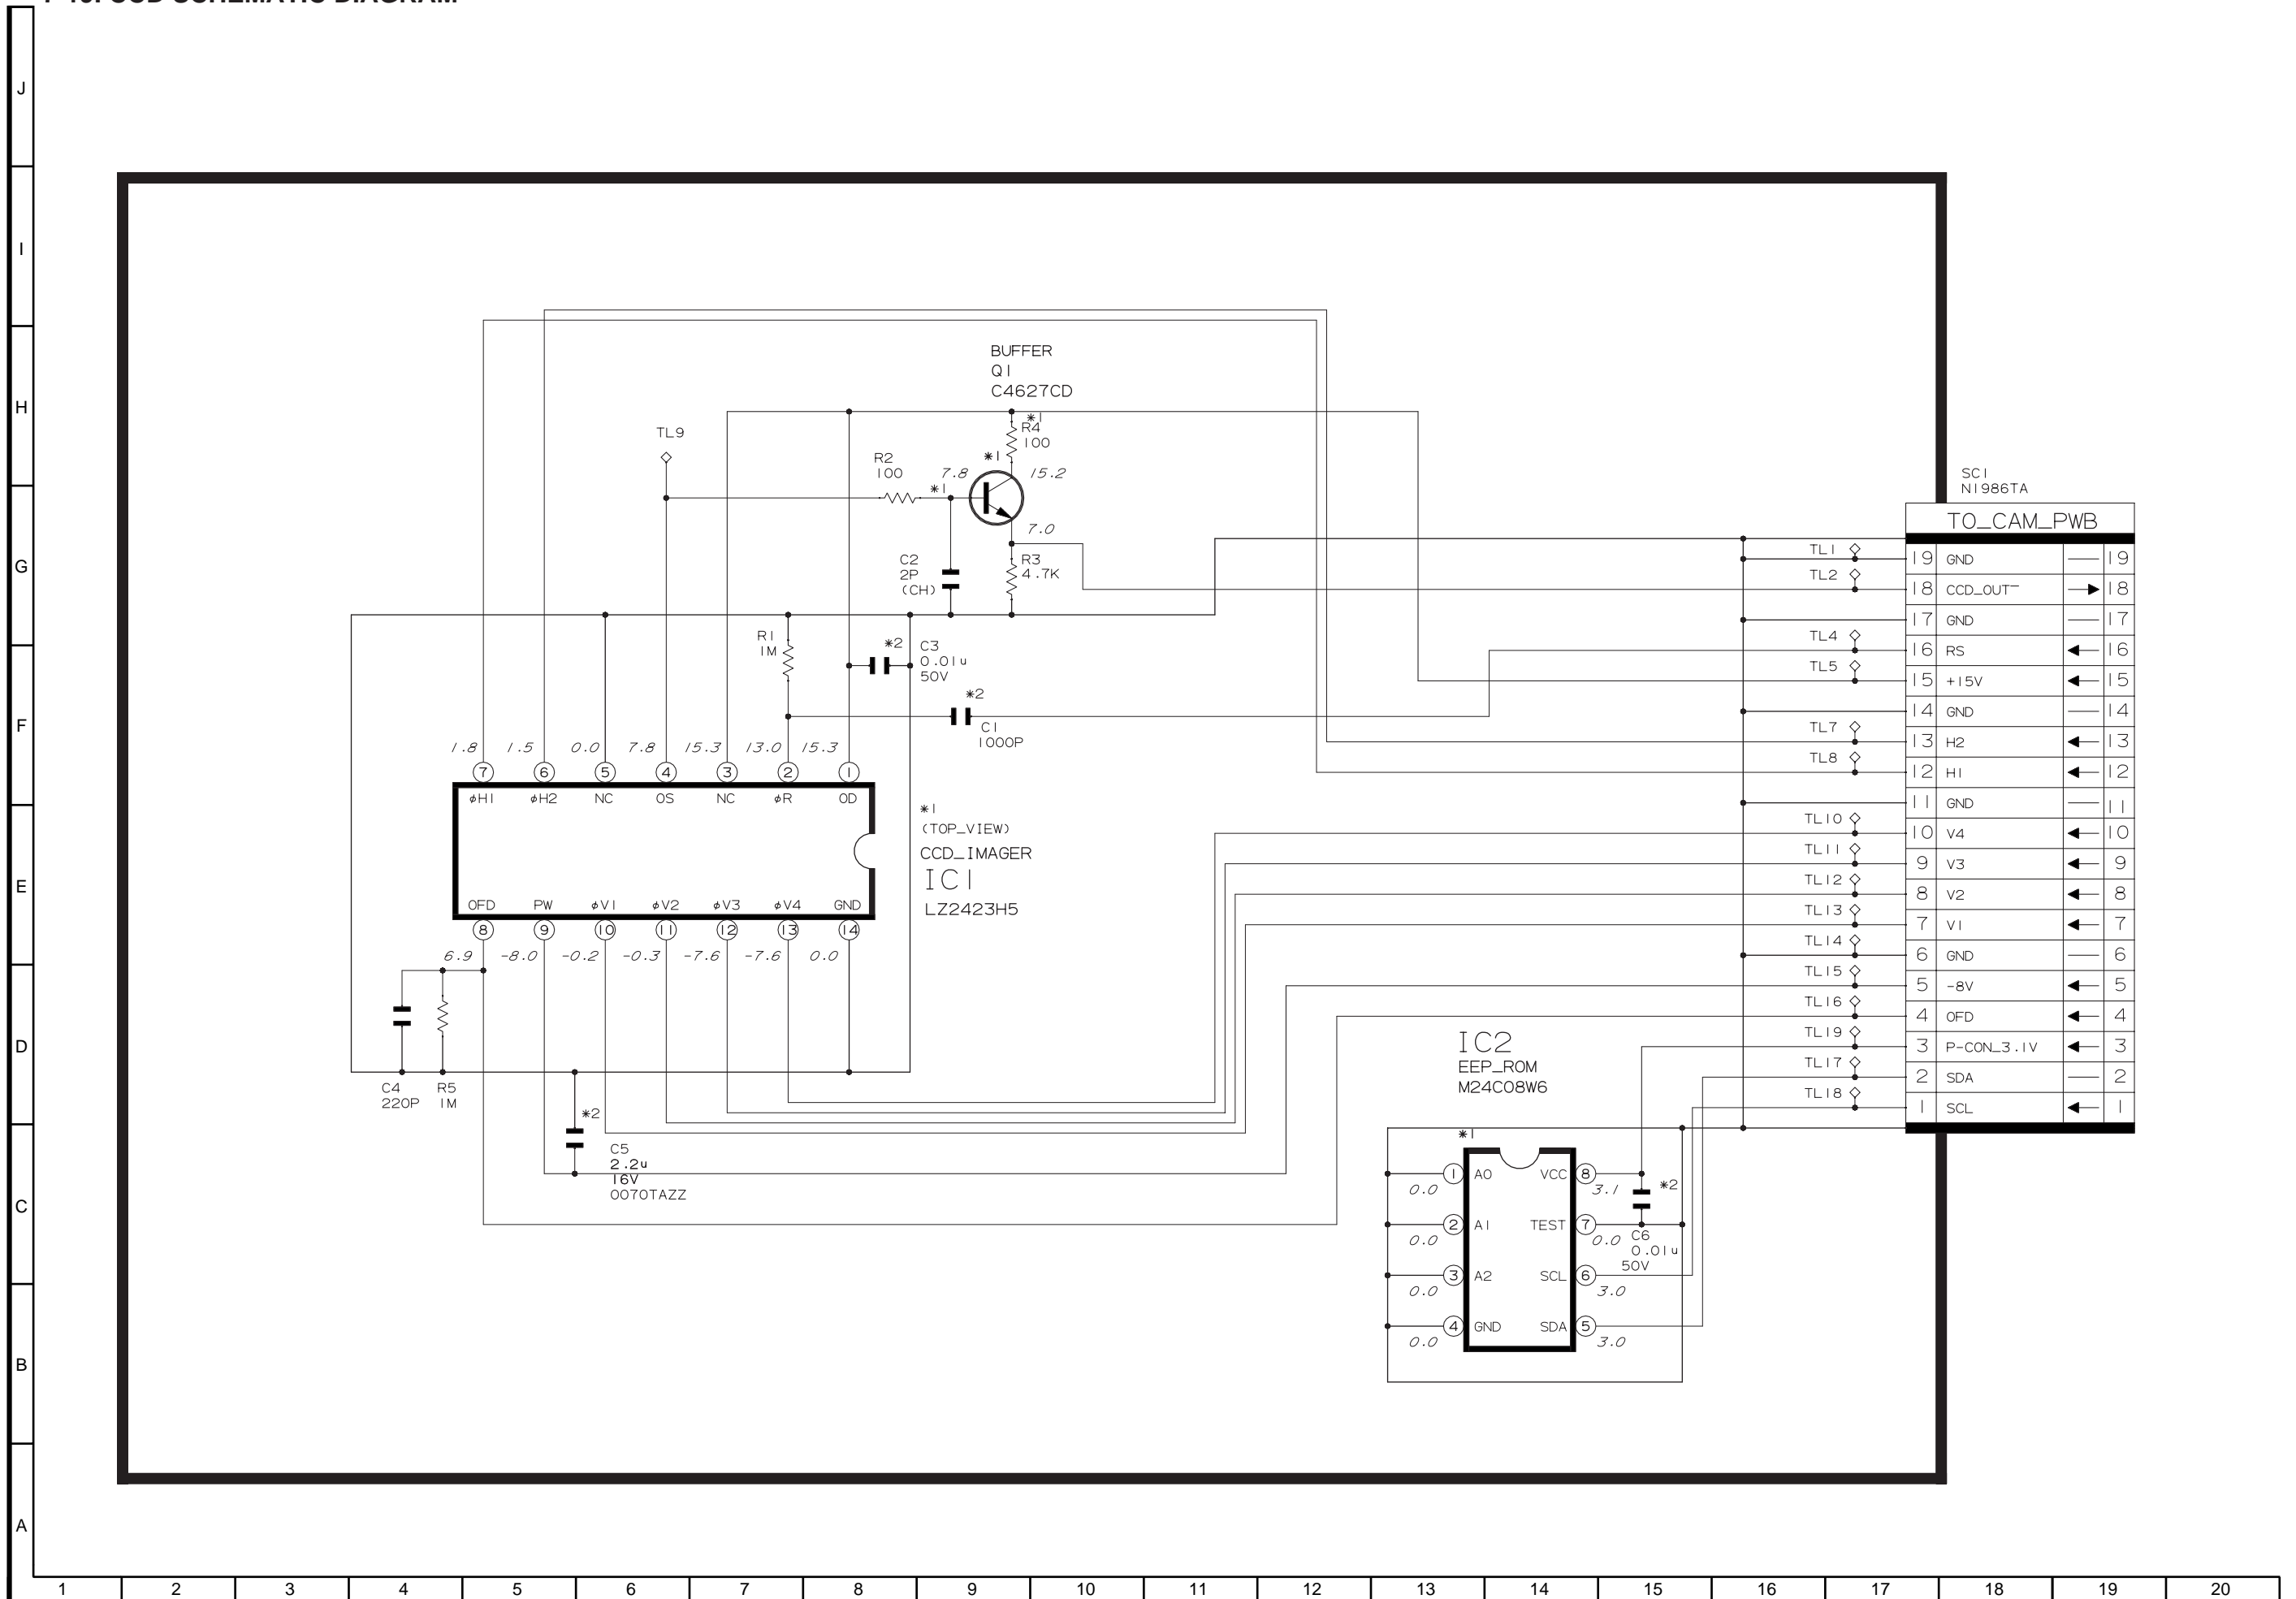 J
I
H
G
F
E
D
C
B
A
BUFFER
Q1
C4627CD
*1
R4
100
TL9
R2
100
7.8
*1
15.2
*1
7.0
C2
2P
(CH)
R3
4.7K
R1
1M
*2
C3
0.01u
50V
*2
C1
1000P
1.8 1.5 0.0 7.8 15.3 13.0 15.3
7 6 5 4 3 2 1
φH1 φH2 NC OS NC φR OD
*1
(TOP_VIEW)
CCD_IMAGER
IC1
LZ2423H5
OFD PW φV1 φV2 φV3 φV4 GND
8 9 10 11 12 13 14
6.9 -8.0 -0.2 -0.3 -7.6 -7.6 0.0
C4
220P
R5
1M
*2
C5
2.2u
16V
0070TAZZ
SC1
N1986TA
TO_CAM_PWB
TL1
19 GND 19
TL2
18 CCD_OUT 18
17 GND 17
TL4
16 RS 16
TL5
15 +15V 15
14 GND 14
TL7
13 H2 13
TL8
12 H1 12
11 GND 11
TL10
10 V4 10
TL11
9 V3 9
TL12
8 V2 8
TL13
7 V1 7
TL14
6 GND 6
TL15
5 -8V 5
TL16
4 OFD 4
TL19
3 P-CON_3.1V 3
TL17
2 SDA 2
TL18
1 SCL 1
IC2
EEP_ROM
M24C08W6
*1
1 A0 VCC 8
0.0 3.1
*2
2 A1 TEST 7
0.0 0.0
C6
0.01u
50V
3 A2 SCL 6
0.0 3.0
4 GND SDA 5
0.0 3.0
1 2 3 4 5 6 7 8 9 10 11 12 13 14 15 16 17 18 19 20